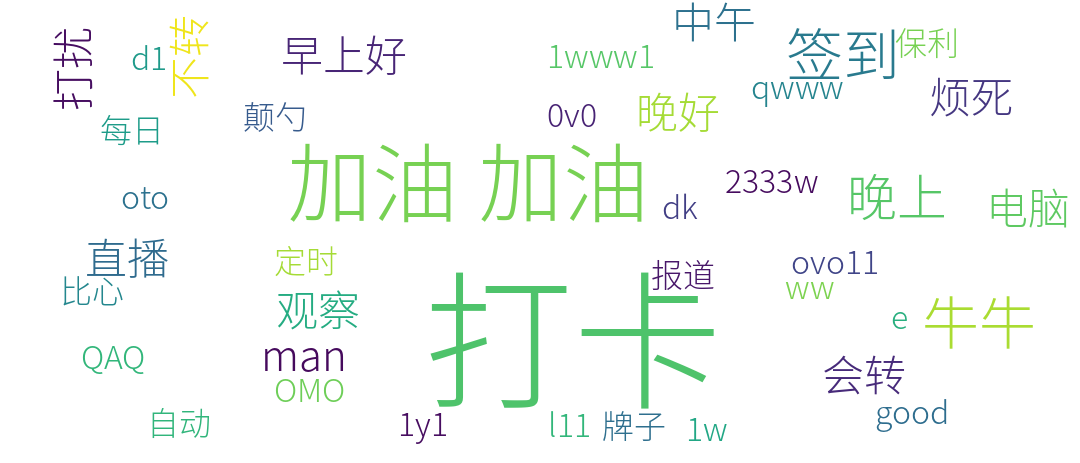 打扰
d1
不转
早上好
1www1
中午
签到
保利
qwww
烦死
每日
颠勺
0v0
晚好
加油 加油
oto
dk
2333w
晚上
电脑
直播
比心
定时
观察
报道
ovo11
ww
e
牛牛
打卡
QAQ
man
OMO
会转
good
自动
1y1
l11
牌子
1w